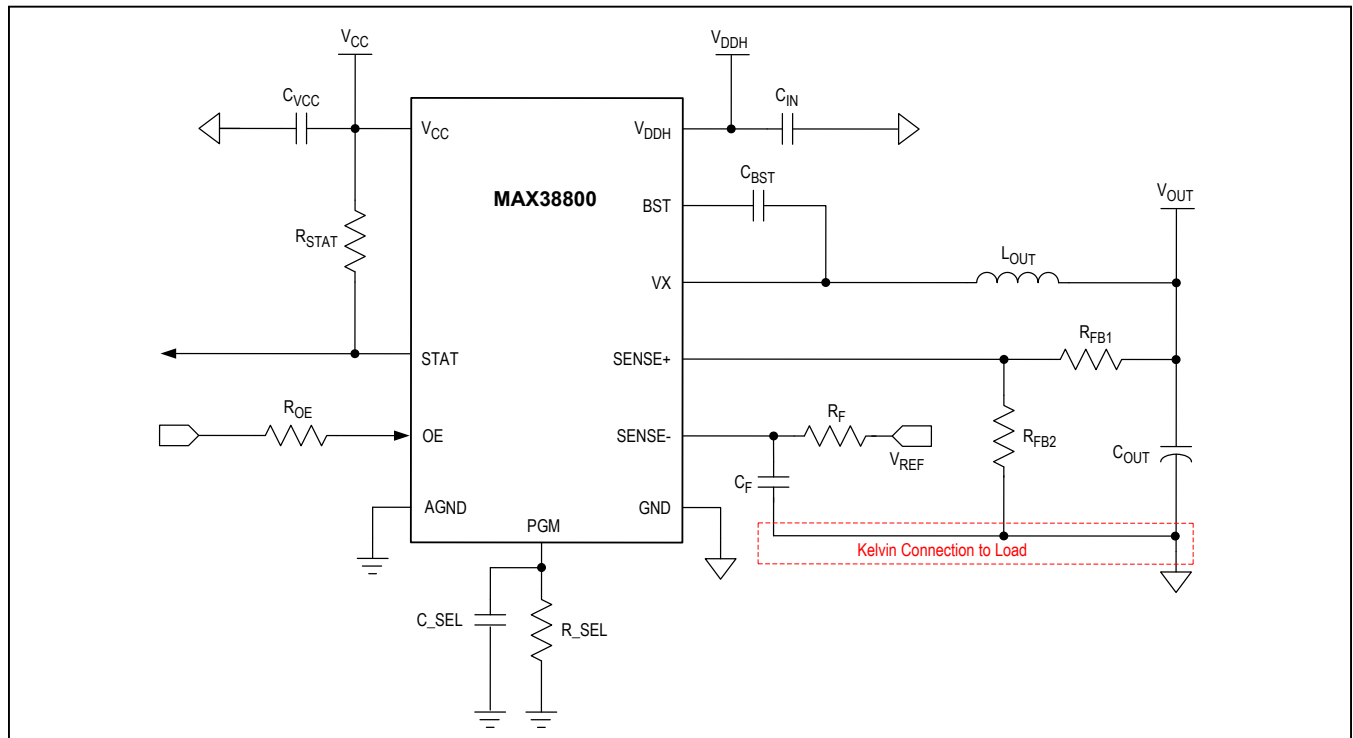 VCC
VDDH
CVCC
CIN
VCC
VDDH
MAX38800
CBST
BST
VOUT
RSTAT
LOUT
VX
RFB1
STAT
SENSE+
ROE
RF
OE
SENSE-
RFB2
VREF
COUT
CF
AGND
GND
PGM
Kelvin Connection to Load
C_SEL
R_SEL